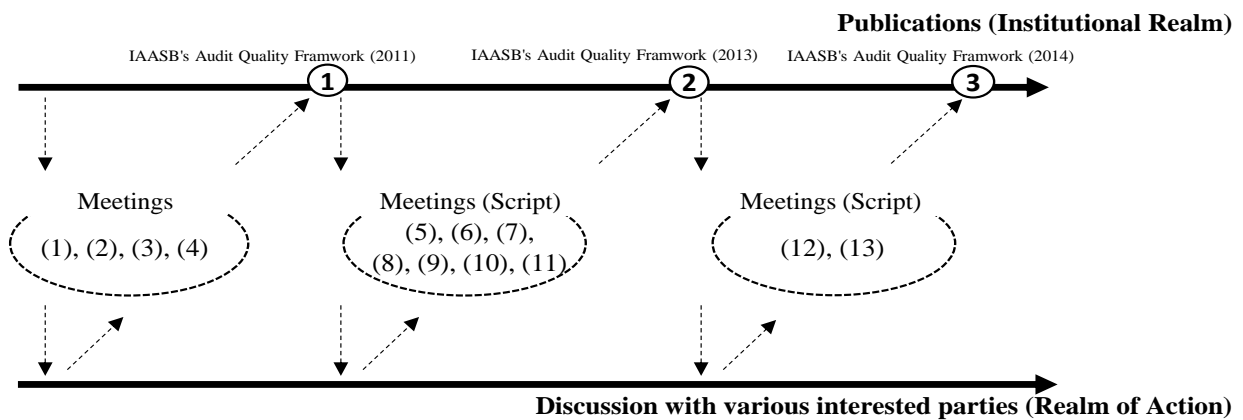 Publications (Institutional Realm)
IAASB's Audit Quality Framwork (2011)
IAASB's Audit Quality Framwork (2013)
IAASB's Audit Quality Framwork (2014)
1
2
3
Meetings
(1), (2), (3), (4)
Meetings (Script)
(5), (6), (7),
(8), (9), (10), (11)
Meetings (Script)
(12), (13)
Discussion with various interested parties (Realm of Action)